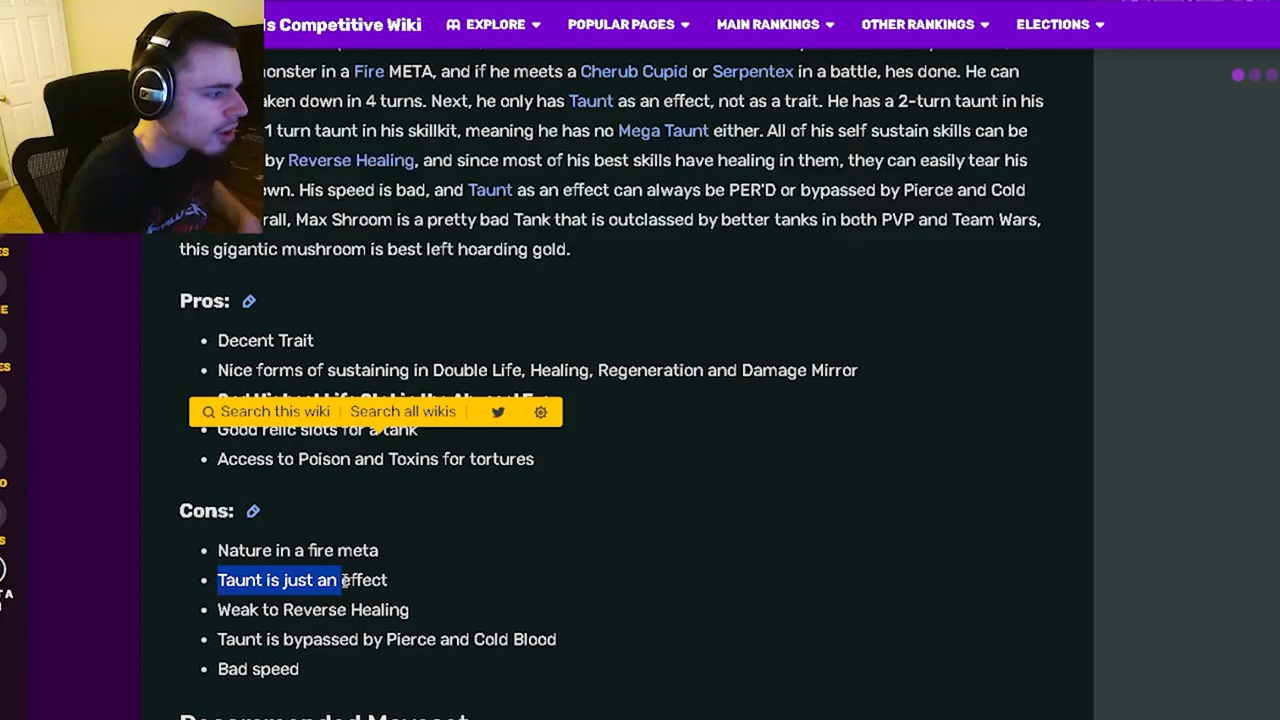 ls Competitive Wiki EXPLORE POPULAR PAGES MAIN RANKINGS OTHER RANKINGS ELECTIONS
onster in a Fire META, and if he meets a Cherub Cupid or Serpentex in a battle, hes done. He can
aken down in 4 turns. Next, he only has Taunt as an effect, not as a trait. He has a 2-turn taunt in his
1 turn taunt in his skillkit, meaning he has no Mega Taunt either. All of his self sustain skills can be
by Reverse Healing, and since most of his best skills have healing in them, they can easily tear his
wn. His speed is bad, and Taunt as an effect can always be PER'D or bypassed by Pierce and Cold
rall, Max Shroom is a pretty bad Tank that is outclassed by better tanks in both PVP and Team Wars,
this gigantic mushroom is best left hoarding gold.
Pros:
Decent Trait
Nice forms of sustaining in Double Life, Healing, Regeneration and Damage Mirror
Search this wiki Search all wikis
Good relic slots for a tank
Access to Poison and Toxins for tortures
Cons:
Nature in a fire meta
Taunt is just an effect
Weak to Reverse Healing
Taunt is bypassed by Pierce and Cold Blood
Bad speed
Recommended Moveset